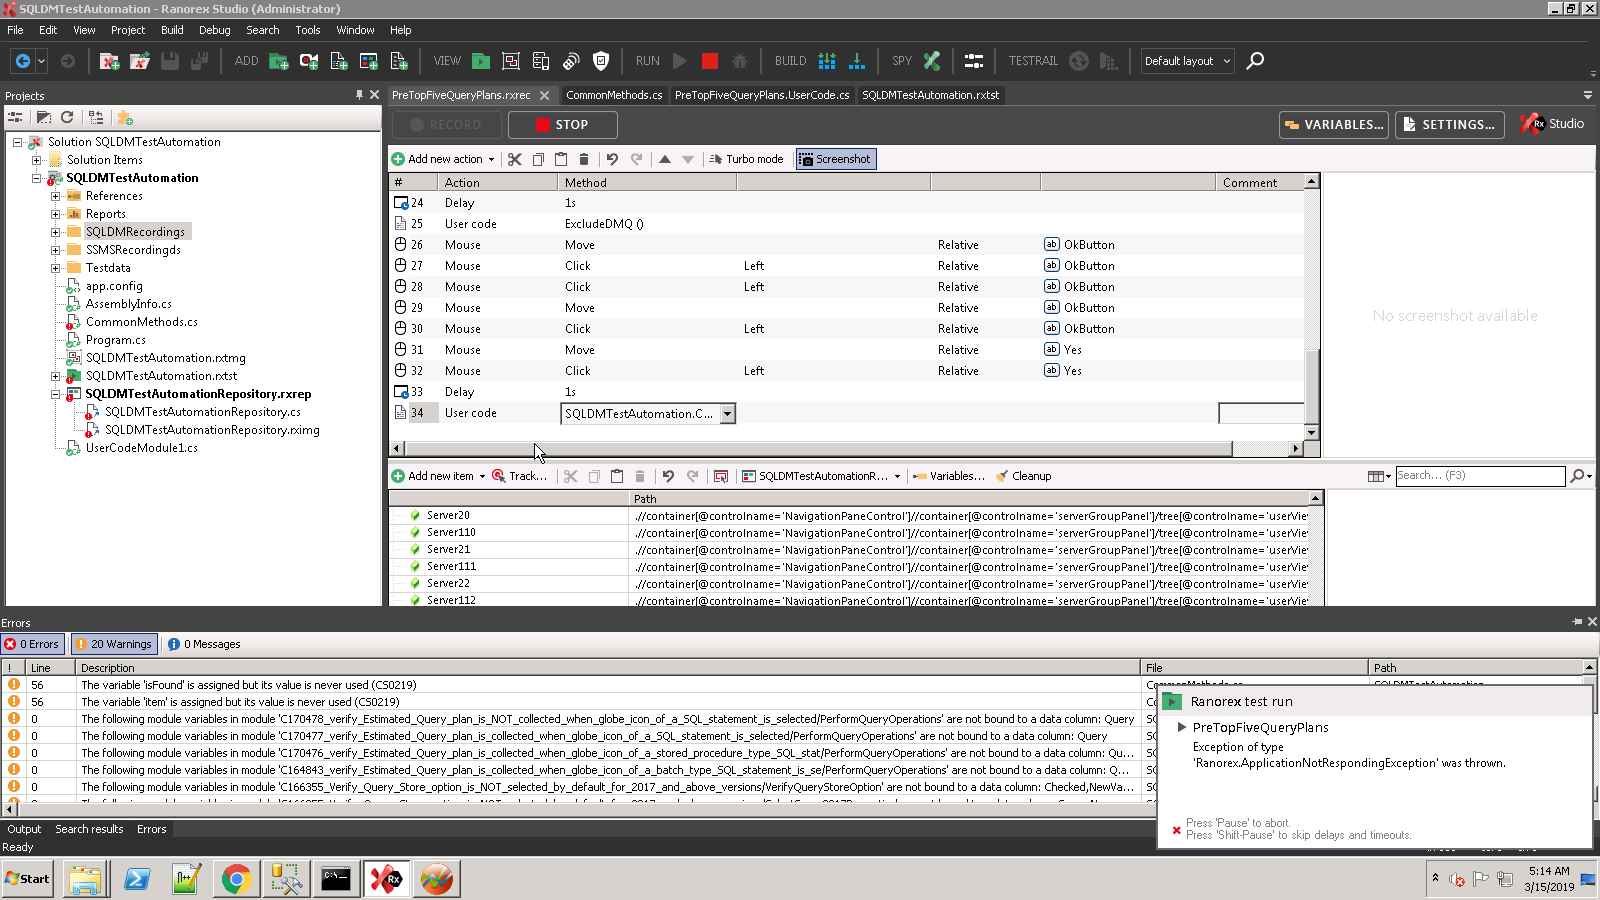 SQLDMTestAutomation - Ranorex Studio (Administrator)
File Edit View Project Build Debug Search Tools Window Help
ADD VIEW RUN BUILD SPY TESTRAIL Default layout
Projects
PreTopFiveQueryPlans.rxrec CommonMethods.cs PreTopFiveQueryPlans.UserCode.cs SQLDMTestAutomation.rxtst
RECORD STOP VARIABLES... SETTINGS... Rx Studio
Solution SQLDMTestAutomation
Solution Items
SQLDMTestAutomation
References
Reports
SQLDMRecordings
SSMSRecordingds
Testdata
app.config
AssemblyInfo.cs
CommonMethods.cs
Program.cs
SQLDMTestAutomation.rxtmg
SQLDMTestAutomation.rxtst
SQLDMTestAutomationRepository.rxrep
SQLDMTestAutomationRepository.cs
SQLDMTestAutomationRepository.rximg
UserCodeModule1.cs
Add new action Turbo mode Screenshot
# Action Method Comment
24 Delay 1s
25 User code ExcludeDMQ ()
26 Mouse Move Relative ab OkButton
27 Mouse Click Left Relative ab OkButton
28 Mouse Click Left Relative ab OkButton
29 Mouse Move Relative ab OkButton
30 Mouse Click Left Relative ab OkButton
31 Mouse Move Relative ab Yes
32 Mouse Click Left Relative ab Yes
33 Delay 1s
34 User code SQLDMTestAutomation.C...
No screenshot available
Add new item Track... SQLDMTestAutomationR... Variables... Cleanup Search... (F3)
Path
Server20 .//container[@controlname='NavigationPaneControl']//container[@controlname='serverGroupPanel']/tree[@controlname='userVie
Server110 .//container[@controlname='NavigationPaneControl']//container[@controlname='serverGroupPanel']/tree[@controlname='userVie
Server21 .//container[@controlname='NavigationPaneControl']//container[@controlname='serverGroupPanel']/tree[@controlname='userVie
Server111 .//container[@controlname='NavigationPaneControl']//container[@controlname='serverGroupPanel']/tree[@controlname='userVie
Server22 .//container[@controlname='NavigationPaneControl']//container[@controlname='serverGroupPanel']/tree[@controlname='userVie
Server112 .//container[@controlname='NavigationPaneControl']//container[@controlname='serverGroupPanel']/tree[@controlname='userVie
Errors
0 Errors 20 Warnings 0 Messages
! Line Description File Path
56 The variable 'isFound' is assigned but its value is never used (CS0219)
56 The variable 'item' is assigned but its value is never used (CS0219)
0 The following module variables in module 'C170478_verify_Estimated_Query_plan_is_NOT_collected_when_globe_icon_of_a_SQL_statement_is_selected/PerformQueryOperations' are not bound to a data column: Query
0 The following module variables in module 'C170477_verify_Estimated_Query_plan_is_collected_when_globe_icon_of_a_SQL_statement_is_selected/PerformQueryOperations' are not bound to a data column: Query
0 The following module variables in module 'C170476_verify_Estimated_Query_plan_is_collected_when_globe_icon_of_a_stored_procedure_type_SQL_stat/PerformQueryOperations' are not bound to a data column: Qu...
0 The following module variables in module 'C164843_verify_Estimated_Query_plan_is_collected_when_globe_icon_of_a_batch_type_SQL_statement_is_se/PerformQueryOperations' are not bound to a data column: Q...
0 The following module variables in module 'C166355_Verify_Query_Store_option_is_NOT_selected_by_default_for_2017_and_above_versions/VerifyQueryStoreOption' are not bound to a data column: Checked,NewVa...
Ranorex test run
PreTopFiveQueryPlans
Exception of type
'Ranorex.ApplicationNotRespondingException' was thrown.
Press 'Pause' to abort.
Press 'Shift-Pause' to skip delays and timeouts.
Output Search results Errors
Ready
Start
C:\_
Rx
5:14 AM
3/15/2019